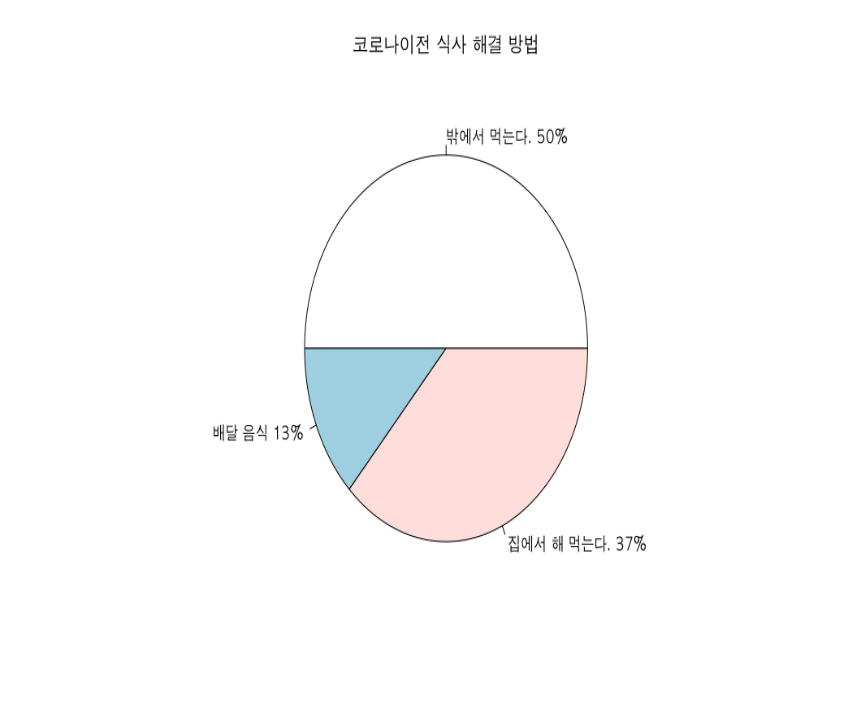 코로나이전 식사 해결 방법
밖에서 먹는다. 50%
배달 음식 13%
집에서 해 먹는다. 37%